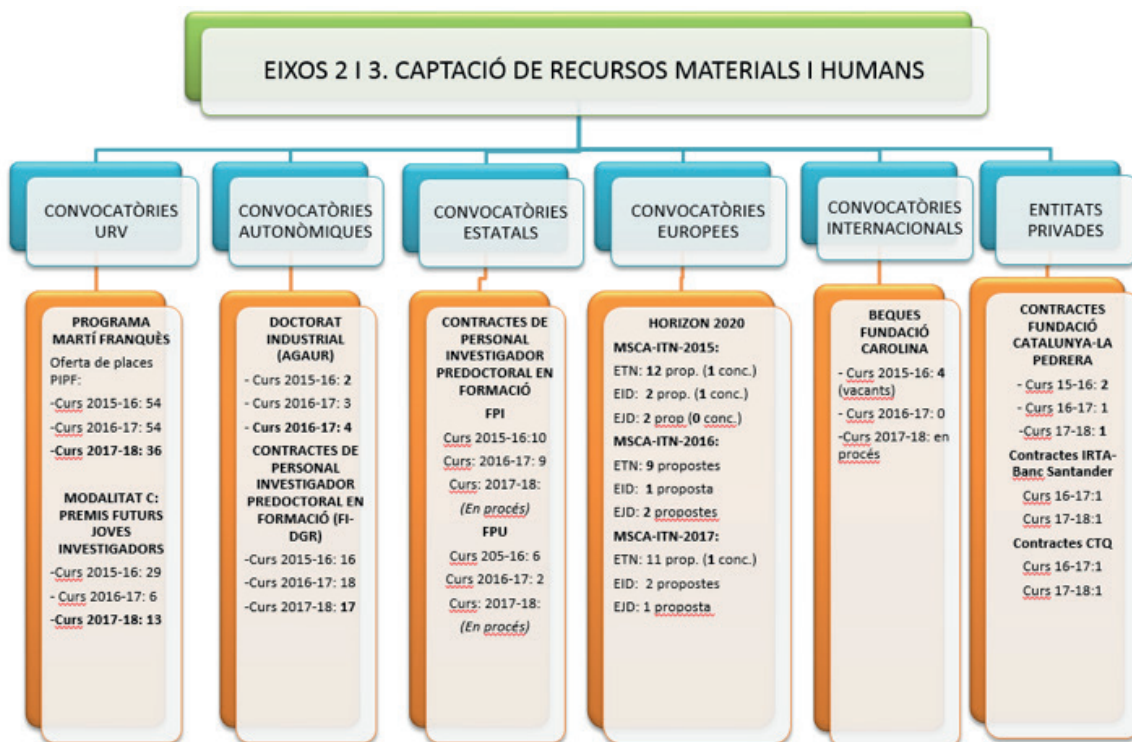 EIXOS 2 I 3. CAPTACIÓ DE RECURSOS MATERIALS I HUMANS
CONVOCATÒRIES
URV
PROGRAMA
MARTÍ FRANQUÈS
Oferta de places
PIPF:
-Curs 2015-16: 54
-Curs 2016-17: 54
-Curs 2017-18: 36
MODALITAT C:
PREMIS FUTURS
JOVES
INVESTIGADORS
-Curs 2015-16: 29
- Curs 2016-17: 6
-Curs 2017-18: 13
CONVOCATÒRIES
AUTONÒMIQUES
DOCTORAT
INDUSTRIAL (AGAUR)
- Curs 2015-16: 2
- Curs 2016-17: 3
- Curs 2016-17: 4
CONTRACTES DE
PERSONAL
INVESTIGADOR
PREDOCTORAL EN
FORMACIÓ (FI-
DGR)
-Curs 2015-16: 16
-Curs 2016-17: 18
-Curs 2017-18: 17
CONVOCATÒRIES
ESTATALS
CONTRACTES DE
PERSONAL
INVESTIGADOR
PREDOCTORAL EN
FORMACIÓ
FPI
Curs 2015-16:10
Curs: 2016-17: 9
Curs: 2017-18:
(En procés)
FPU
Curs 205-16: 6
Curs 2016-17: 2
Curs: 2017-18:
(En procés)
CONVOCATÒRIES
EUROPEES
HORIZON 2020
MSCA-ITN-2015:
ETN: 12 prop. (1 conc.)
EID: 2 prop. (1 conc.)
EJD: 2 prop (0 conc.)
MSCA-ITN-2016:
ETN: 9 propostes
EID: 1 proposta
EJD: 2 propostes
MSCA-ITN-2017:
ETN: 11 prop. (1 conc.)
EID: 2 propostes
EJD: 1 proposta
CONVOCATÒRIES
INTERNACIONALS
BEQUES
FUNDACIÓ
CAROLINA
- Curs 2015-16: 4
(vacants)
- Curs 2016-17: 0
-Curs 2017-18: en
procés
ENTITATS
PRIVADES
CONTRACTES
FUNDACIÓ
CATALUNYA-LA
PEDRERA
- Curs 15-16: 2
- Curs 16-17: 1
- Curs 17-18: 1
Contractes IRTA-
Banç Santander
Curs 16-17:1
Curs 17-18:1
Contractes CTQ
Curs 16-17:1
Curs 17-18:1